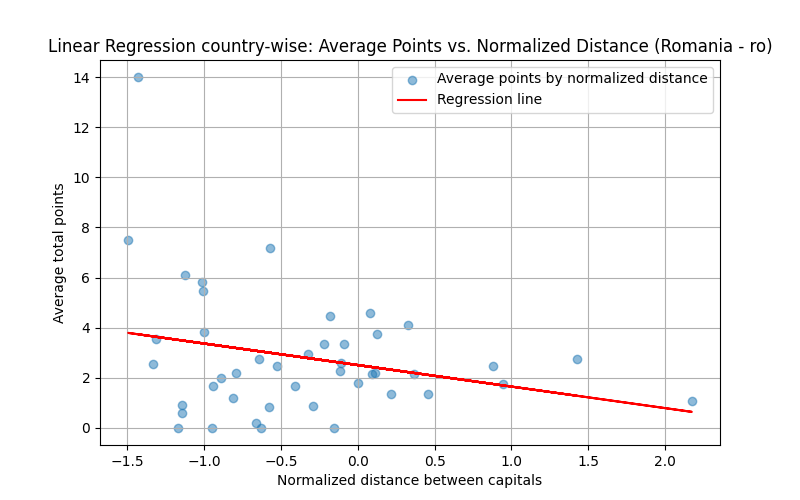 Linear Regression country-wise: Average Points vs. Normalized Distance (Romania - ro)
Average points by normalized distance
Regression line
Average total points
14
12
10
8
6
4
2
0
−1.5 −1.0 −0.5 0.0 0.5 1.0 1.5 2.0
Normalized distance between capitals